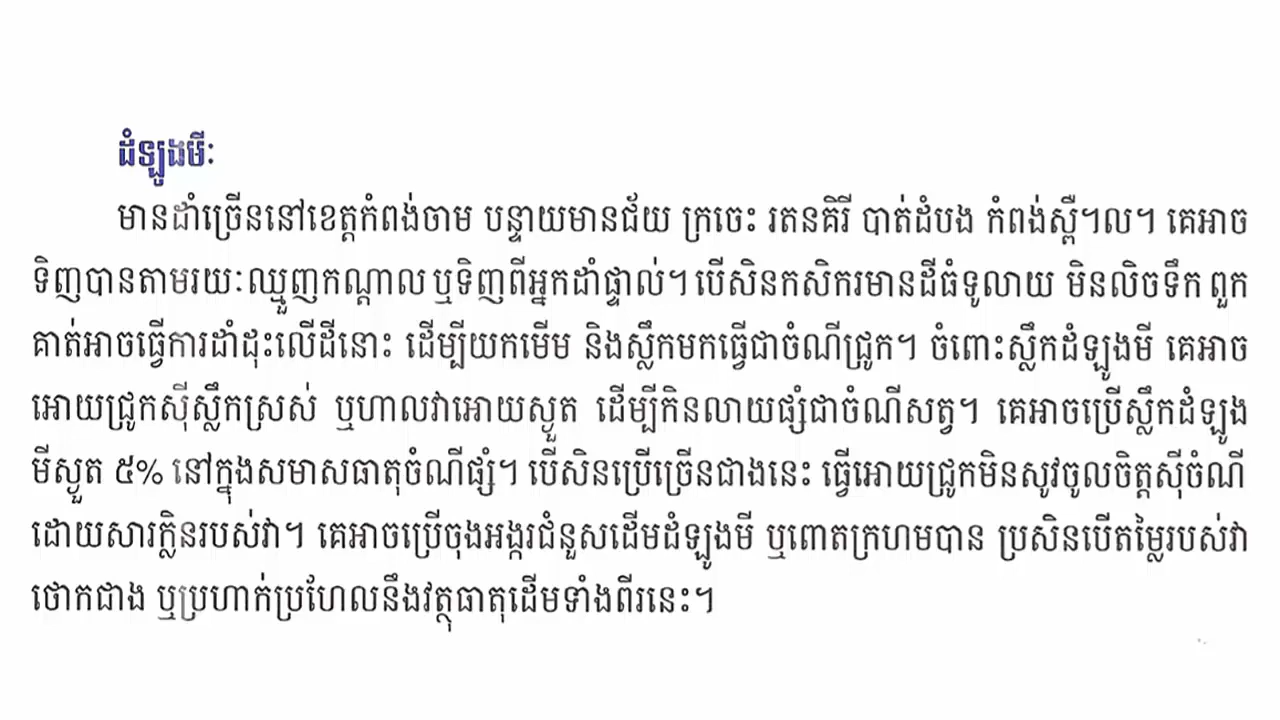 ដំឡូងមីៈ
មានដាំច្រើននៅខេត្តកំពង់ចាម បន្ទាយមានជ័យ ក្រចេះ រតនគិរី បាត់ដំបង កំពង់ស្ពឺ។ល។ គេអាច
ទិញបានតាមរយៈឈ្មួញកណ្តាល ឬទិញពីអ្នកដាំផ្ទាល់។ បើសិនកសិករមានដីធំទូលាយ មិនលិចទឹក ពួក
គាត់អាចធ្វើការដាំដុះលើដីនោះ ដើម្បីយកមើម និងស្លឹកមកធ្វើជាចំណីជ្រូក។ ចំពោះស្លឹកដំឡូងមី គេអាច
អោយជ្រូកស៊ីស្លឹកស្រស់ ឬហាលវាអោយស្ងួត ដើម្បីកិនលាយផ្សំជាចំណីសត្វ។ គេអាចប្រើស្លឹកដំឡូង
មីស្ងួត ៥% នៅក្នុងសមាសធាតុចំណីផ្សំ។ បើសិនប្រើច្រើនជាងនេះ ធ្វើអោយជ្រូកមិនសូវចូលចិត្តស៊ីចំណី
ដោយសារក្លិនរបស់វា។ គេអាចប្រើចុងអង្ករជំនួសដើមដំឡូងមី ឬពោតក្រហមបាន ប្រសិនបើតម្លៃរបស់វា
ថោកជាង ឬប្រហាក់ប្រហែលនឹងវត្ថុធាតុដើមទាំងពីរនេះ។